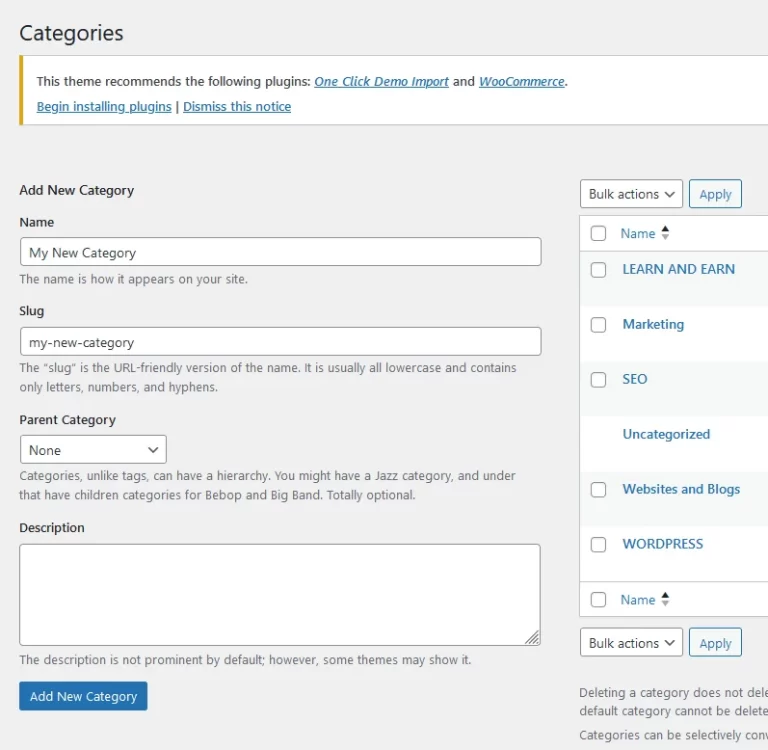 Categories
This theme recommends the following plugins: One Click Demo Import and WooCommerce.
Begin installing plugins | Dismiss this notice
Add New Category
Name
My New Category
The name is how it appears on your site.
Slug
my-new-category
The "slug" is the URL-friendly version of the name. It is usually all lowercase and contains
only letters, numbers, and hyphens.
Parent Category
None
Categories, unlike tags, can have a hierarchy. You might have a Jazz category, and under
that have children categories for Bebop and Big Band. Totally optional.
Description
The description is not prominent by default; however, some themes may show it.
Add New Category
Bulk actions Apply
Name
LEARN AND EARN
Marketing
SEO
Uncategorized
Websites and Blogs
WORDPRESS
Name
Bulk actions Apply
Deleting a category does not
default category cannot be
Categories can be selectively